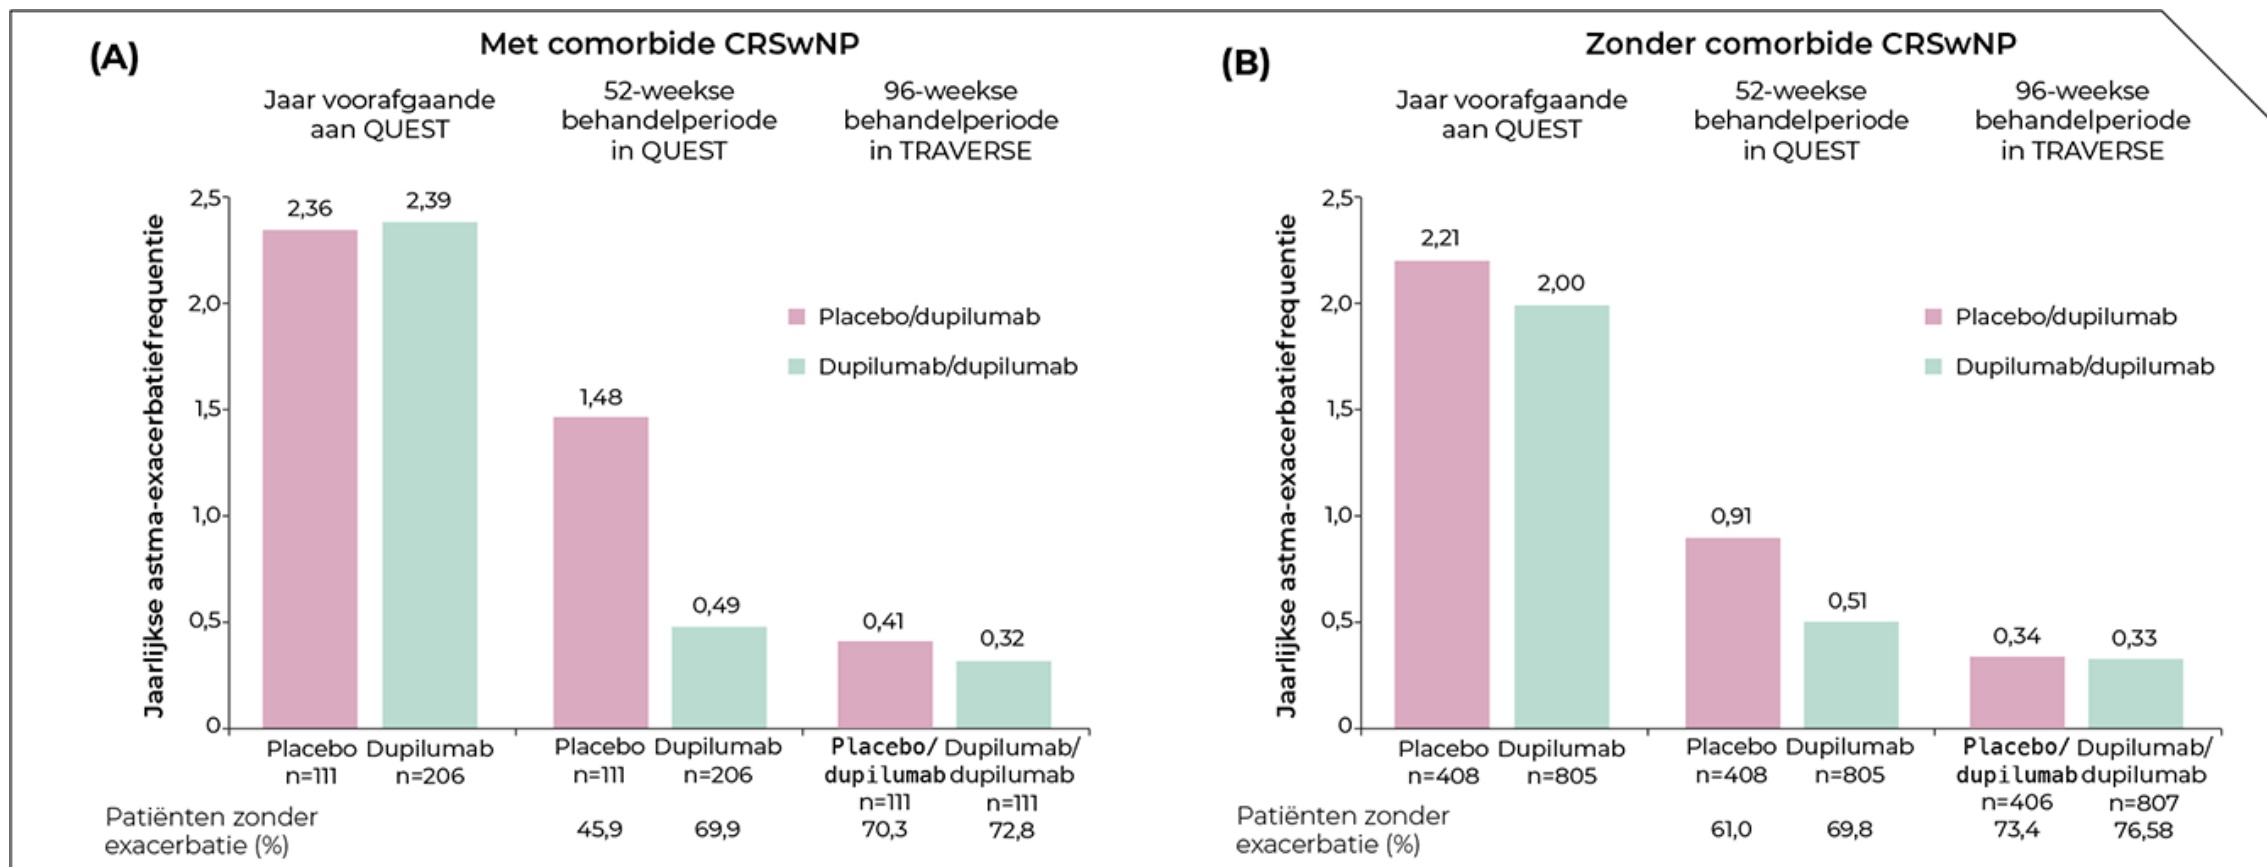 (A)
Met comorbide CRSwNP
Jaar voorafgaande
aan QUEST
52-weekse
behandelperiode
in QUEST
96-weekse
behandelperiode
in TRAVERSE
Jaarlijkse astma-exacerbatiefrequentie
2,5
2,0
1,5
1,0
0,5
0
2,36
2,39
1,48
0,49
0,41
0,32
Placebo/dupilumab
Dupilumab/dupilumab
Placebo
n=111
Dupilumab
n=206
Placebo
n=111
Dupilumab
n=206
Placebo/
dupilumab
n=111
Dupilumab/
dupilumab
n=111
Patiënten zonder
exacerbatie (%)
45,9
69,9
70,3
72,8
(B)
Zonder comorbide CRSwNP
Jaar voorafgaande
aan QUEST
52-weekse
behandelperiode
in QUEST
96-weekse
behandelperiode
in TRAVERSE
Jaarlijkse astma-exacerbatiefrequentie
2,5
2,0
1,5
1,0
0,5
0
2,21
2,00
0,91
0,51
0,34
0,33
Placebo/dupilumab
Dupilumab/dupilumab
Placebo
n=408
Dupilumab
n=805
Placebo
n=408
Dupilumab
n=805
Placebo/
dupilumab
n=406
Dupilumab/
dupilumab
n=807
Patiënten zonder
exacerbatie (%)
61,0
69,8
73,4
76,58